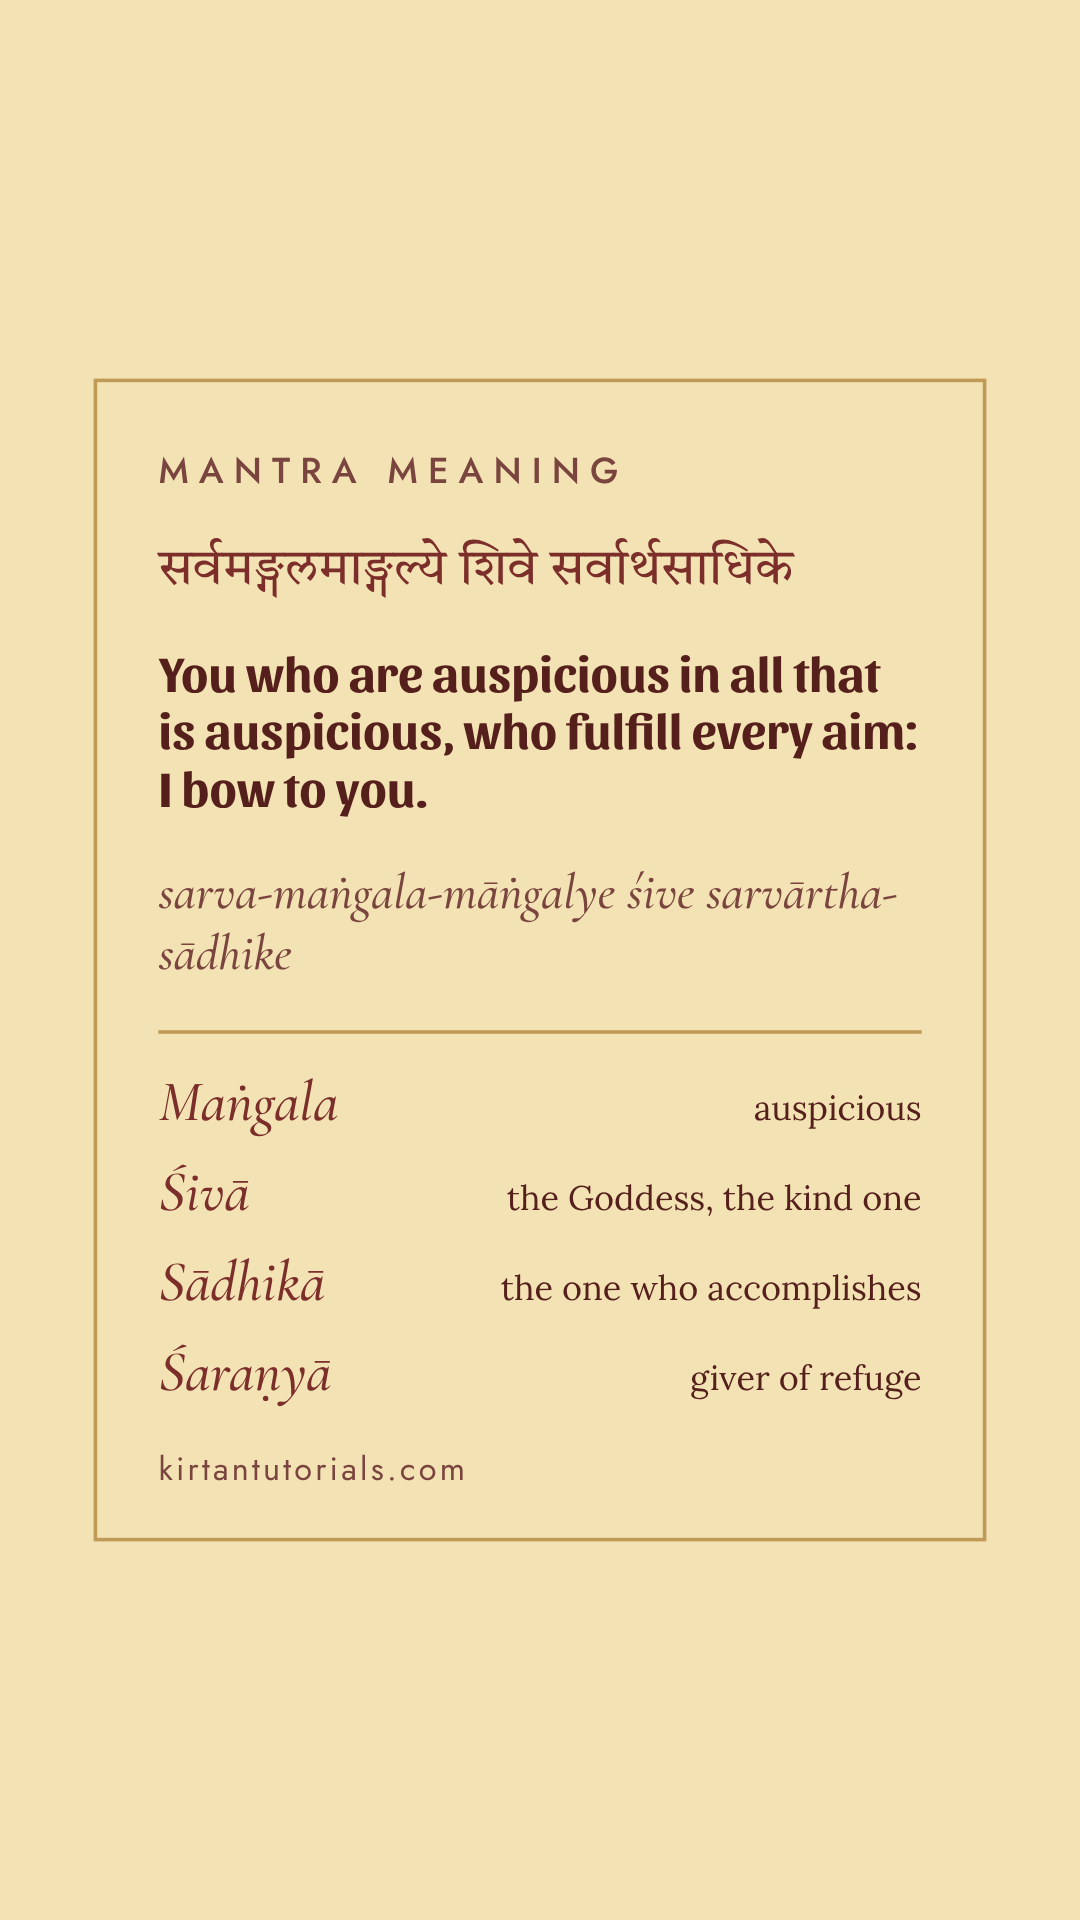 MANTRA MEANING
सर्वमङ्गलमाङ्गल्ये शिवे सर्वार्थसाधिके
You who are auspicious in all that
is auspicious, who fulfill every aim:
I bow to you.
sarva-maṅgala-māṅgalye śive sarvārtha-
sādhike
Maṅgala auspicious
Śivā the Goddess, the kind one
Sādhikā the one who accomplishes
Śaraṇyā giver of refuge
kirtantutorials.com